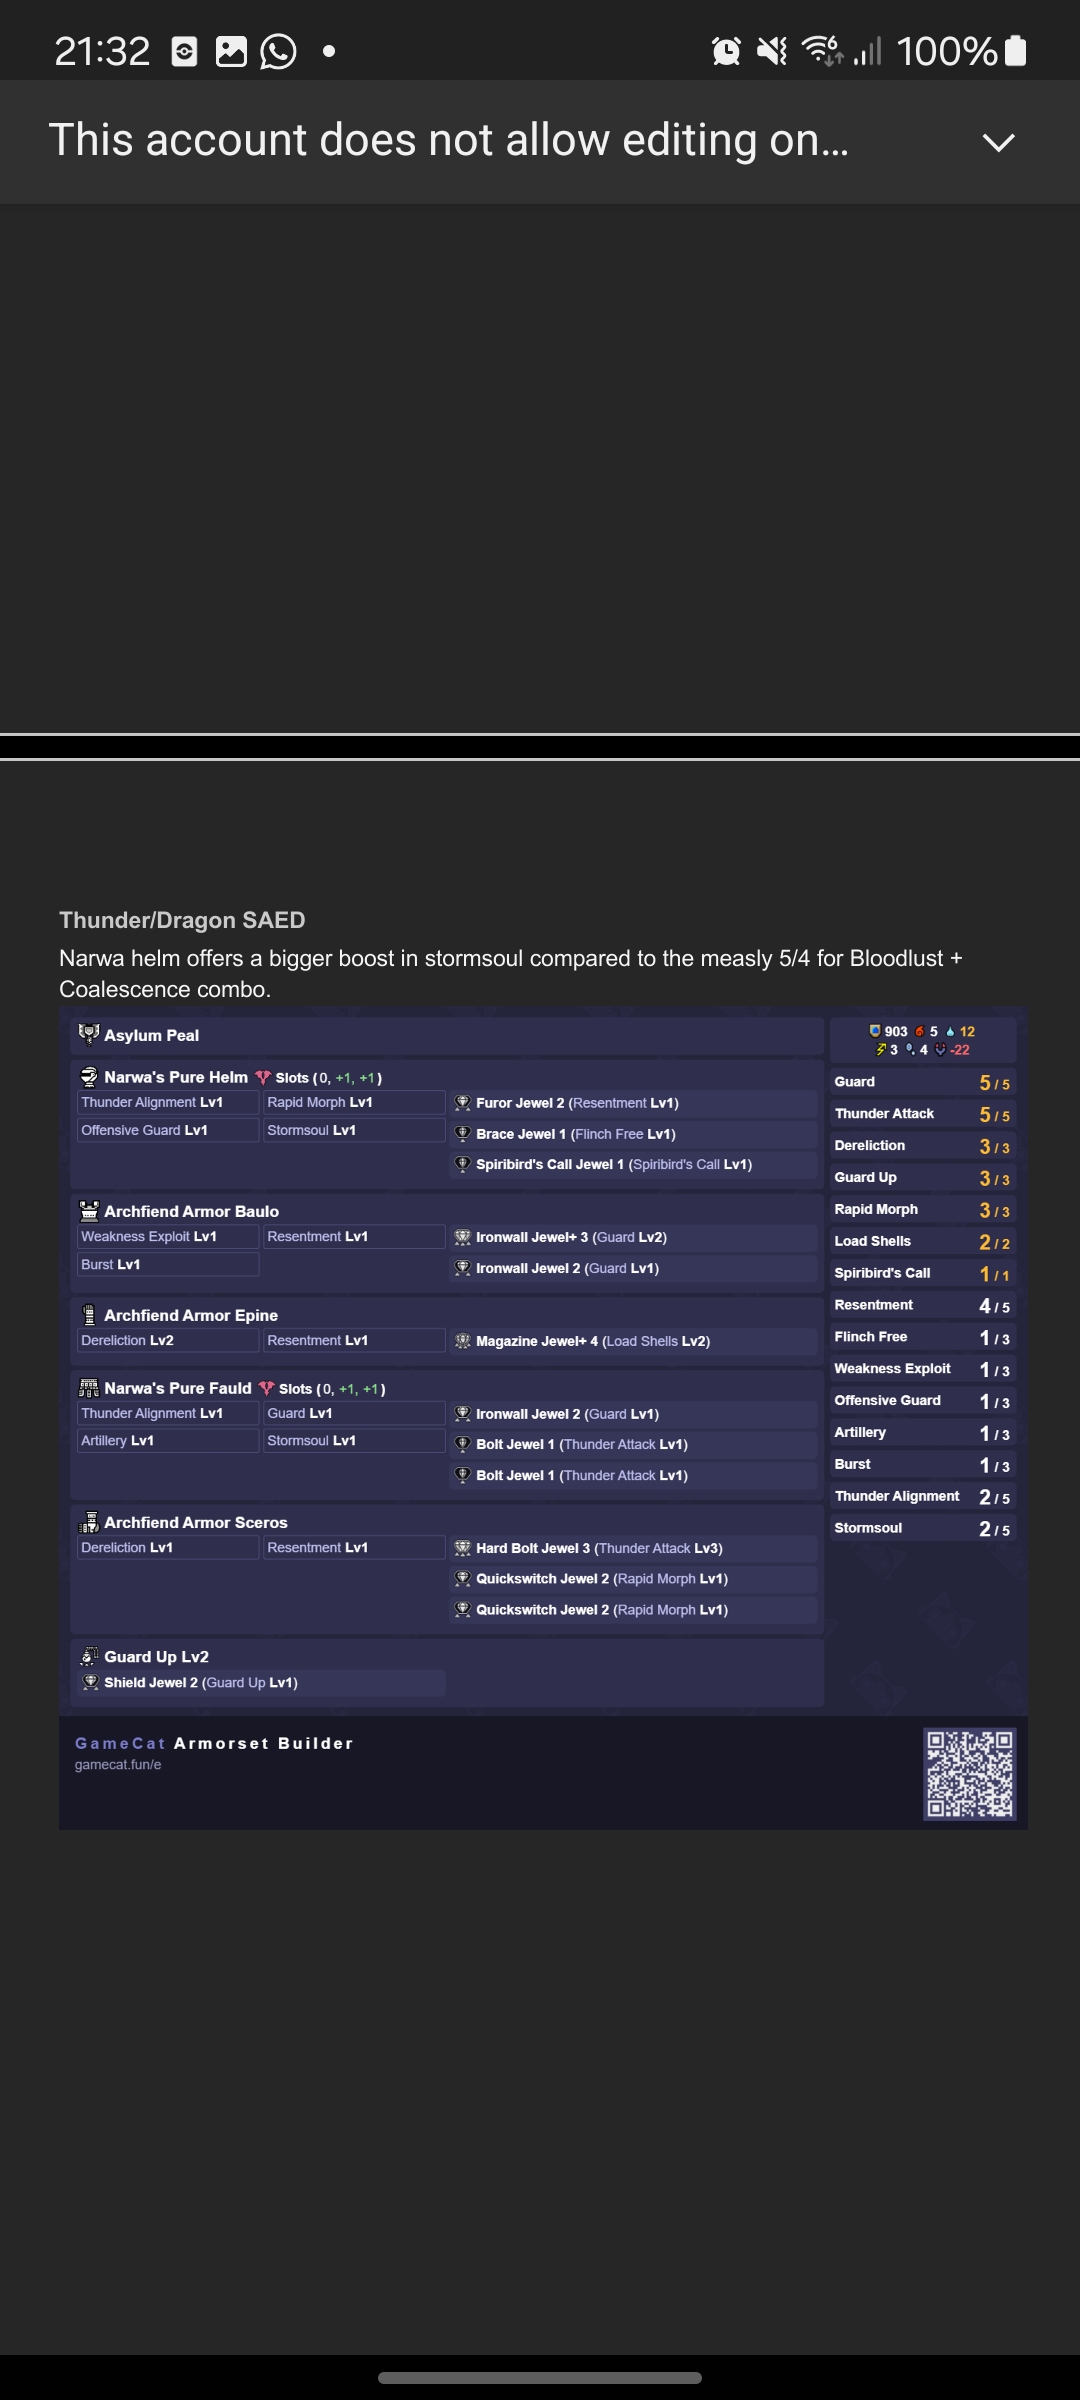 21:32
6
100%
This account does not allow editing on...
Thunder/Dragon SAED
Narwa helm offers a bigger boost in stormsoul compared to the measly 5/4 for Bloodlust +
Coalescence combo.
Asylum Peal
903 5 12
3 4 -22
Narwa's Pure Helm Slots (0, +1, +1)
Thunder Alignment Lv1 Rapid Morph Lv1
Offensive Guard Lv1 Stormsoul Lv1
Furor Jewel 2 (Resentment Lv1)
Brace Jewel 1 (Flinch Free Lv1)
Spiribird's Call Jewel 1 (Spiribird's Call Lv1)
Archfiend Armor Baulo
Weakness Exploit Lv1 Resentment Lv1
Burst Lv1
Ironwall Jewel+ 3 (Guard Lv2)
Ironwall Jewel 2 (Guard Lv1)
Archfiend Armor Epine
Dereliction Lv2 Resentment Lv1
Magazine Jewel+ 4 (Load Shells Lv2)
Narwa's Pure Fauld Slots (0, +1, +1)
Thunder Alignment Lv1 Guard Lv1
Artillery Lv1 Stormsoul Lv1
Ironwall Jewel 2 (Guard Lv1)
Bolt Jewel 1 (Thunder Attack Lv1)
Bolt Jewel 1 (Thunder Attack Lv1)
Archfiend Armor Sceros
Dereliction Lv1 Resentment Lv1
Hard Bolt Jewel 3 (Thunder Attack Lv3)
Quickswitch Jewel 2 (Rapid Morph Lv1)
Quickswitch Jewel 2 (Rapid Morph Lv1)
Guard Up Lv2
Shield Jewel 2 (Guard Up Lv1)
Guard 5 / 5
Thunder Attack 5 / 5
Dereliction 3 / 3
Guard Up 3 / 3
Rapid Morph 3 / 3
Load Shells 2 / 2
Spiribird's Call 1 / 1
Resentment 4 / 5
Flinch Free 1 / 3
Weakness Exploit 1 / 3
Offensive Guard 1 / 3
Artillery 1 / 3
Burst 1 / 3
Thunder Alignment 2 / 5
Stormsoul 2 / 5
GameCat Armorset Builder
gamecat.fun/e